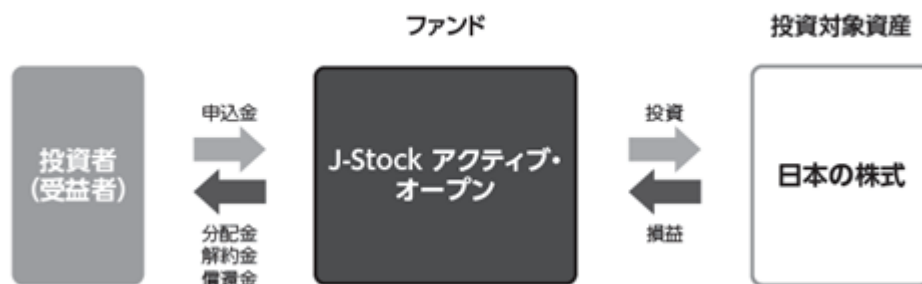 ファンド
投資対象資産
投資者
(受益者)
申込金
分配金
解約金
償還金
J-Stock アクティブ・
オープン
投資
損益
日本の株式